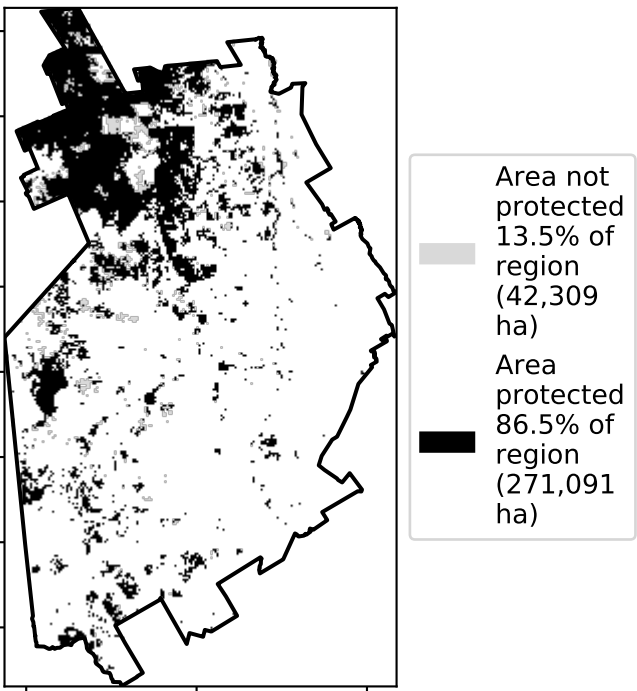 Area not
protected
13.5% of
region
(42,309
ha)
Area
protected
86.5% of
region
(271,091
ha)